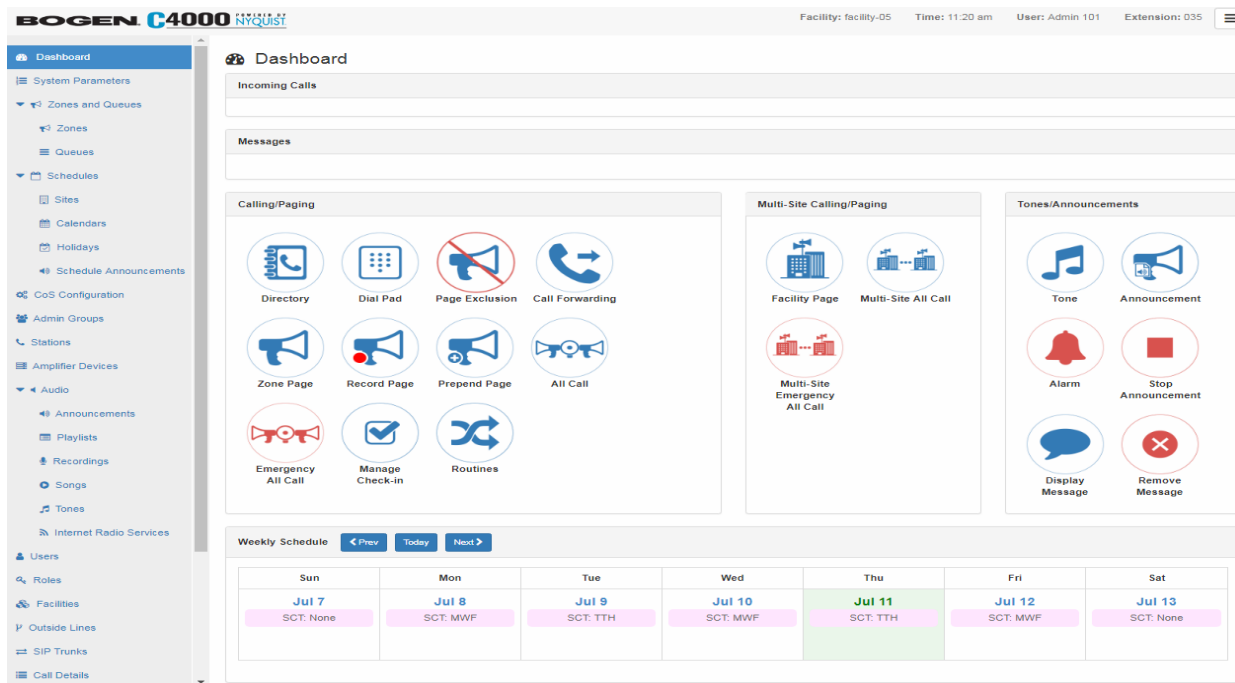 BOGEN C4000 POWERED BY NYQUIST
Facility: facility-05 Time: 11:20 am User: Admin 101 Extension: 035
Dashboard
System Parameters
Zones and Queues
Zones
Queues
Schedules
Sites
Calendars
Holidays
Schedule Announcements
CoS Configuration
Admin Groups
Stations
Amplifier Devices
Audio
Announcements
Playlists
Recordings
Songs
Tones
Internet Radio Services
Users
Roles
Facilities
Outside Lines
SIP Trunks
Call Details
Dashboard
Incoming Calls
Messages
Calling/Paging
Directory
Dial Pad
Page Exclusion
Call Forwarding
Zone Page
Record Page
Prepend Page
All Call
Emergency
All Call
Manage
Check-in
Routines
Multi-Site Calling/Paging
Facility Page
Multi-Site All Call
Multi-Site
Emergency
All Call
Tones/Announcements
Tone
Announcement
Alarm
Stop
Announcement
Display
Message
Remove
Message
Weekly Schedule Prev Today Next
Sun Mon Tue Wed Thu Fri Sat
Jul 7 Jul 8 Jul 9 Jul 10 Jul 11 Jul 12 Jul 13
SCT: None SCT: MWF SCT: TTH SCT: MWF SCT: TTH SCT: MWF SCT: None